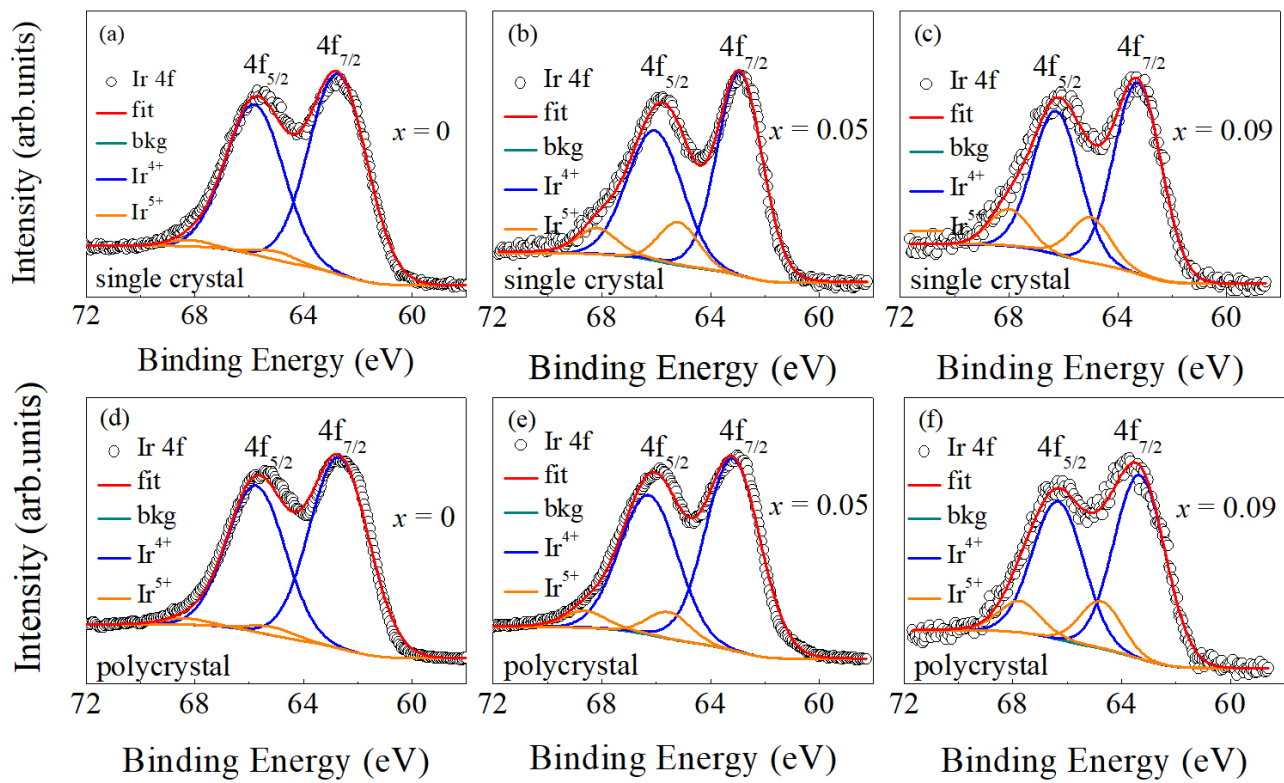 (a)
4f5/2
4f7/2
Ir 4f
fit
bkg
Ir4+
Ir5+
x = 0
single crystal
72
68
64
60
Binding Energy (eV)
Intensity (arb.units)
(b)
4f5/2
4f7/2
Ir 4f
fit
bkg
Ir4+
Ir5+
x = 0.05
single crystal
72
68
64
60
Binding Energy (eV)
(c)
4f5/2
4f7/2
Ir 4f
fit
bkg
Ir4+
Ir5+
x = 0.09
single crystal
72
68
64
60
Binding Energy (eV)
(d)
4f5/2
4f7/2
Ir 4f
fit
bkg
Ir4+
Ir5+
x = 0
polycrystal
72
68
64
60
Binding Energy (eV)
Intensity (arb.units)
(e)
4f5/2
4f7/2
Ir 4f
fit
bkg
Ir4+
Ir5+
x = 0.05
polycrystal
72
68
64
60
Binding Energy (eV)
(f)
4f5/2
4f7/2
Ir 4f
fit
bkg
Ir4+
Ir5+
x = 0.09
polycrystal
72
68
64
60
Binding Energy (eV)